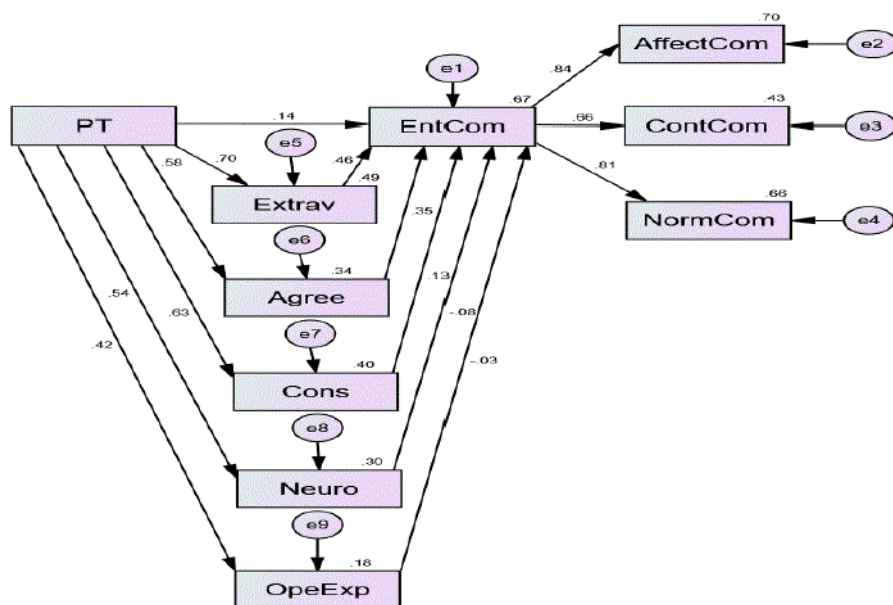 .70
AffectCom
e2
e1
.84
.67
.43
PT
.14
EntCom
.66
ContCom
e3
e5
.58
.70
.46
.49
.81
.66
Extrav
NormCom
e4
e6
.35
.34
Agree
.13
.54
.63
-.08
e7
.42
.40
-.03
Cons
e8
.30
Neuro
e9
.18
OpeExp